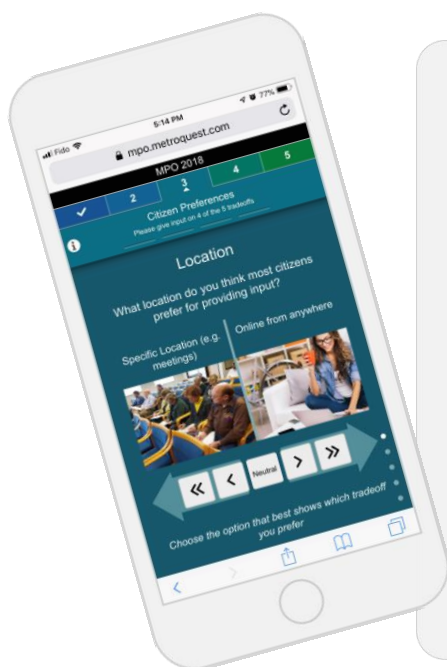 Fido 5:14 PM 77%
mpo.metroquest.com
MPO 2018
2 3 4 5
Citizen Preferences
Please give input on 4 of the 5 tradeoffs
Location
What location do you think most citizens
prefer for providing input?
Specific Location (e.g.
meetings)
Online from anywhere
Neutral
Choose the option that best shows which tradeoff
you prefer